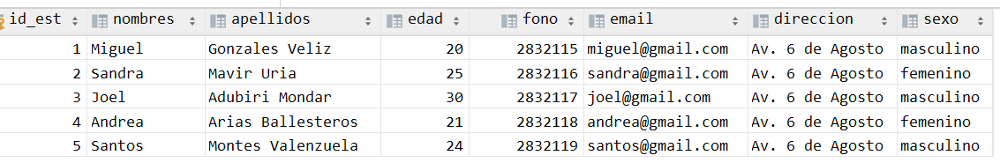 id_est nombres apellidos edad fono email direccion sexo
1 Miguel Gonzales Veliz 20 2832115 miguel@gmail.com Av. 6 de Agosto masculino
2 Sandra Mavir Uria 25 2832116 sandra@gmail.com Av. 6 de Agosto femenino
3 Joel Adubiri Mondar 30 2832117 joel@gmail.com Av. 6 de Agosto masculino
4 Andrea Arias Ballesteros 21 2832118 andrea@gmail.com Av. 6 de Agosto femenino
5 Santos Montes Valenzuela 24 2832119 santos@gmail.com Av. 6 de Agosto masculino